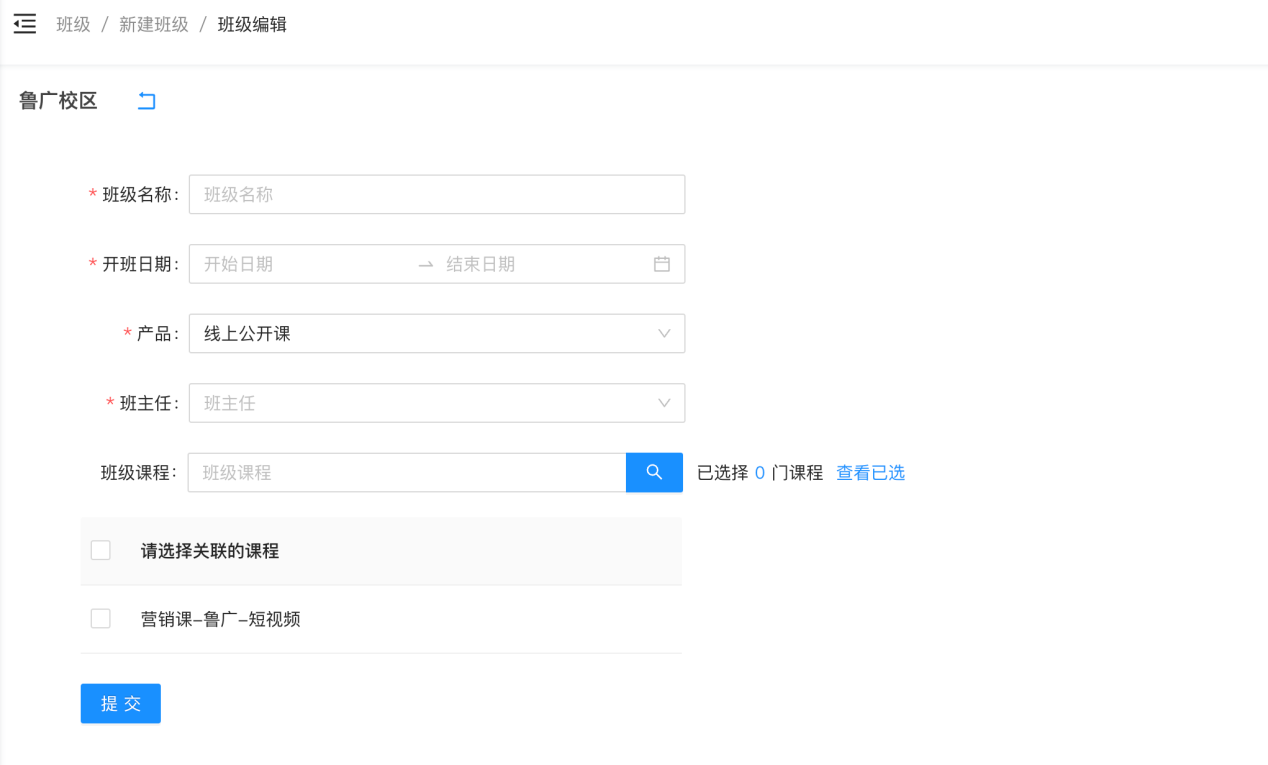 班级 / 新建班级 / 班级编辑
鲁广校区
* 班级名称: 班级名称
* 开班日期: 开始日期 → 结束日期
* 产品: 线上公开课
* 班主任: 班主任
班级课程: 班级课程 已选择 0 门课程 查看已选
请选择关联的课程
营销课-鲁广-短视频
提 交